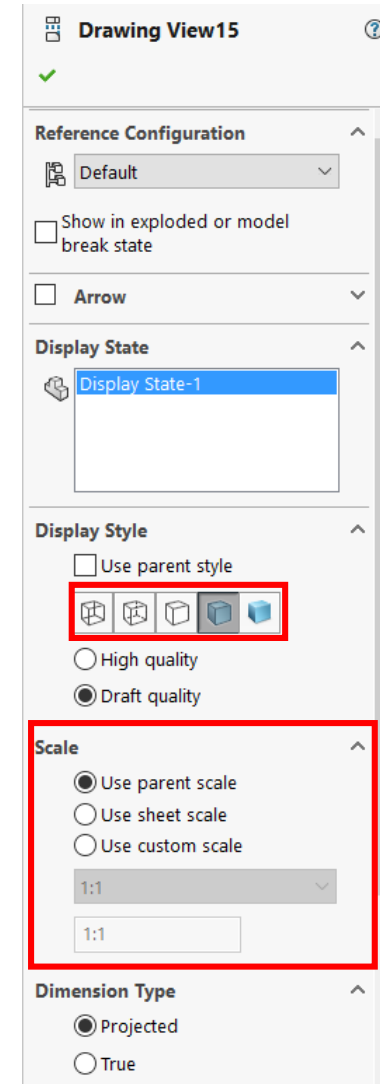 Drawing View15
?
Reference Configuration
Default
Show in exploded or model
break state
Arrow
Display State
Display State-1
Display Style
Use parent style
High quality
Draft quality
Scale
Use parent scale
Use sheet scale
Use custom scale
1:1
1:1
Dimension Type
Projected
True